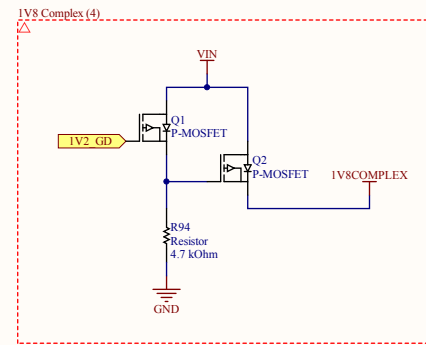 1V8 Complex (4)
VIN
Q1
P-MOSFET
1V2_GD
Q2
P-MOSFET
1V8COMPLEX
R94
Resistor
4.7 kOhm
GND